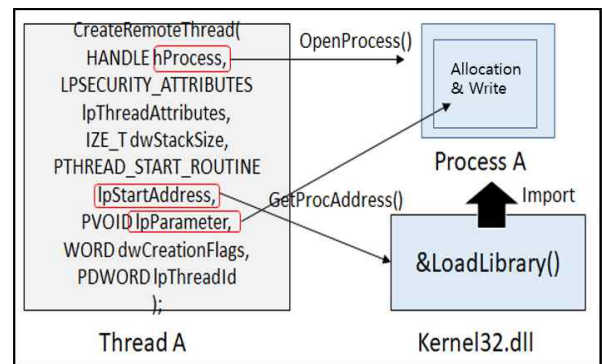 CreateRemoteThread(
HANDLE hProcess,
LPSECURITY_ATTRIBUTES
lpThreadAttributes,
IZE_T dwStackSize,
PTHREAD_START_ROUTINE
lpStartAddress,
PVOID lpParameter,
WORD dwCreationFlags,
PDWORD lpThreadId
);
Thread A
OpenProcess()
GetProcAddress()
Allocation
& Write
Process A
Import
&LoadLibrary()
Kernel32.dll